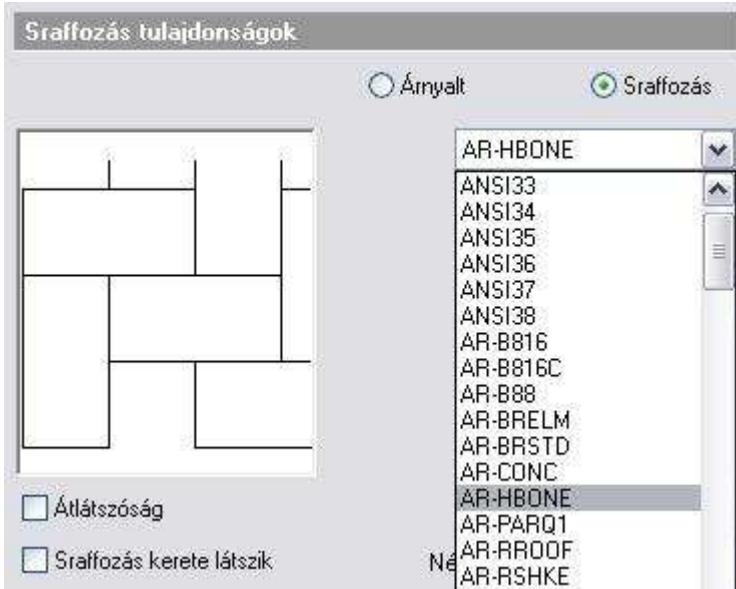 Sraffozás tulajdonságok
Árnyalt Sraffozás
AR-HBONE
ANSI33
ANSI34
ANSI35
ANSI36
ANSI37
ANSI38
AR-B816
AR-B816C
AR-B88
AR-BRELM
AR-BRSTD
AR-CONC
AR-HBONE
AR-PARQ1
AR-RROOF
AR-RSHKE
Átlátszóság
Sraffozás kerete látszik
Né